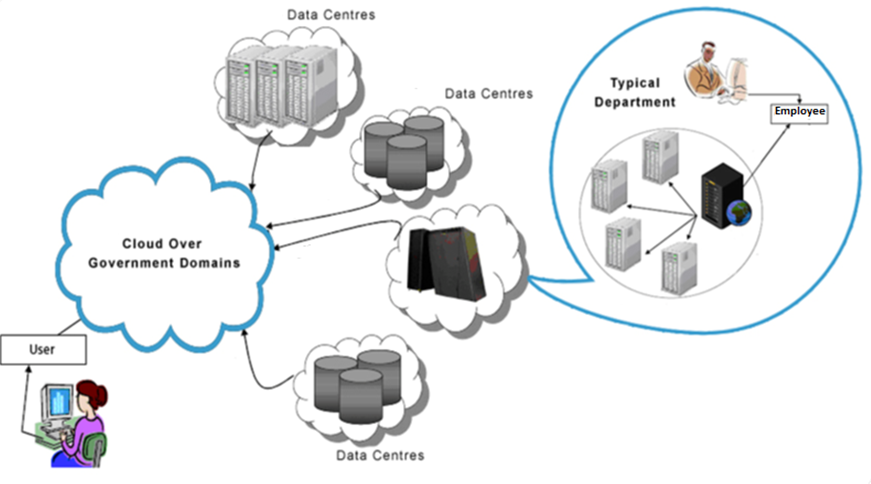 Data Centres
Data Centres
Typical
Department
Employee
Cloud Over
Government Domains
User
Data Centres